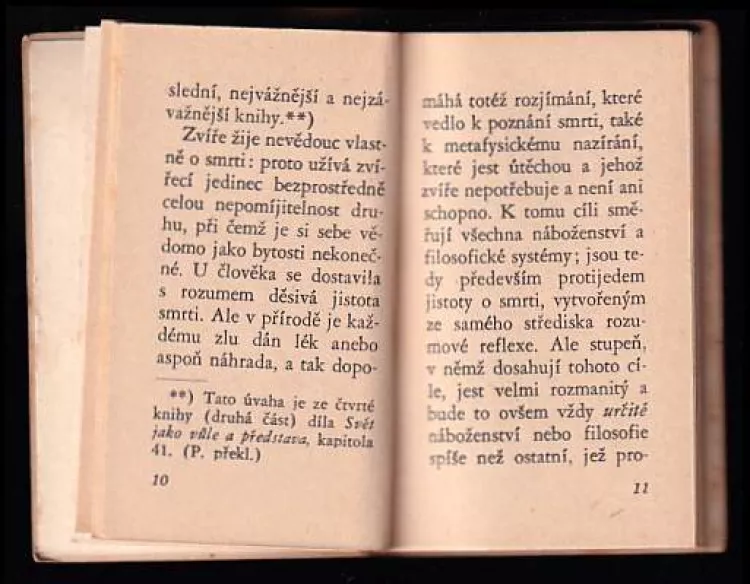 slední, nejvážnější a nejzá-
važnější knihy.**)
Zvíře žije nevědouc vlast-
ně o smrti: proto užívá zví-
řecí jedinec bezprostředně
celou nepomíjitelnost dru-
hu, při čemž je si sebe vě-
domo jako bytosti nekoneč-
né. U člověka se dostavila
s rozumem děsivá jistota
smrti. Ale v přírodě je kaž-
dému zlu dán lék anebo
aspoň náhrada, a tak dopo-
**) Tato úvaha je ze čtvrté
knihy (druhá část) díla Svět
jako vůle a představa, kapitola
41. (P. překl.)
10
máhá totéž rozjímání, které
vedlo k poznání smrti, také
k metafysickému nazírání,
které jest útěchou a jehož
zvíře nepotřebuje a není ani
schopno. K tomu cíli smě-
řují všechna náboženství a
filosofické systémy; jsou te-
dy především protijedem
jistoty o smrti, vytvořeným
ze samého střediska rozu-
mové reflexe. Ale stupeň,
v němž dosahují tohoto cí-
le, jest velmi rozmanitý a
bude to ovšem vždy určité
náboženství nebo filosofie
spíše než ostatní, jež pro-
11